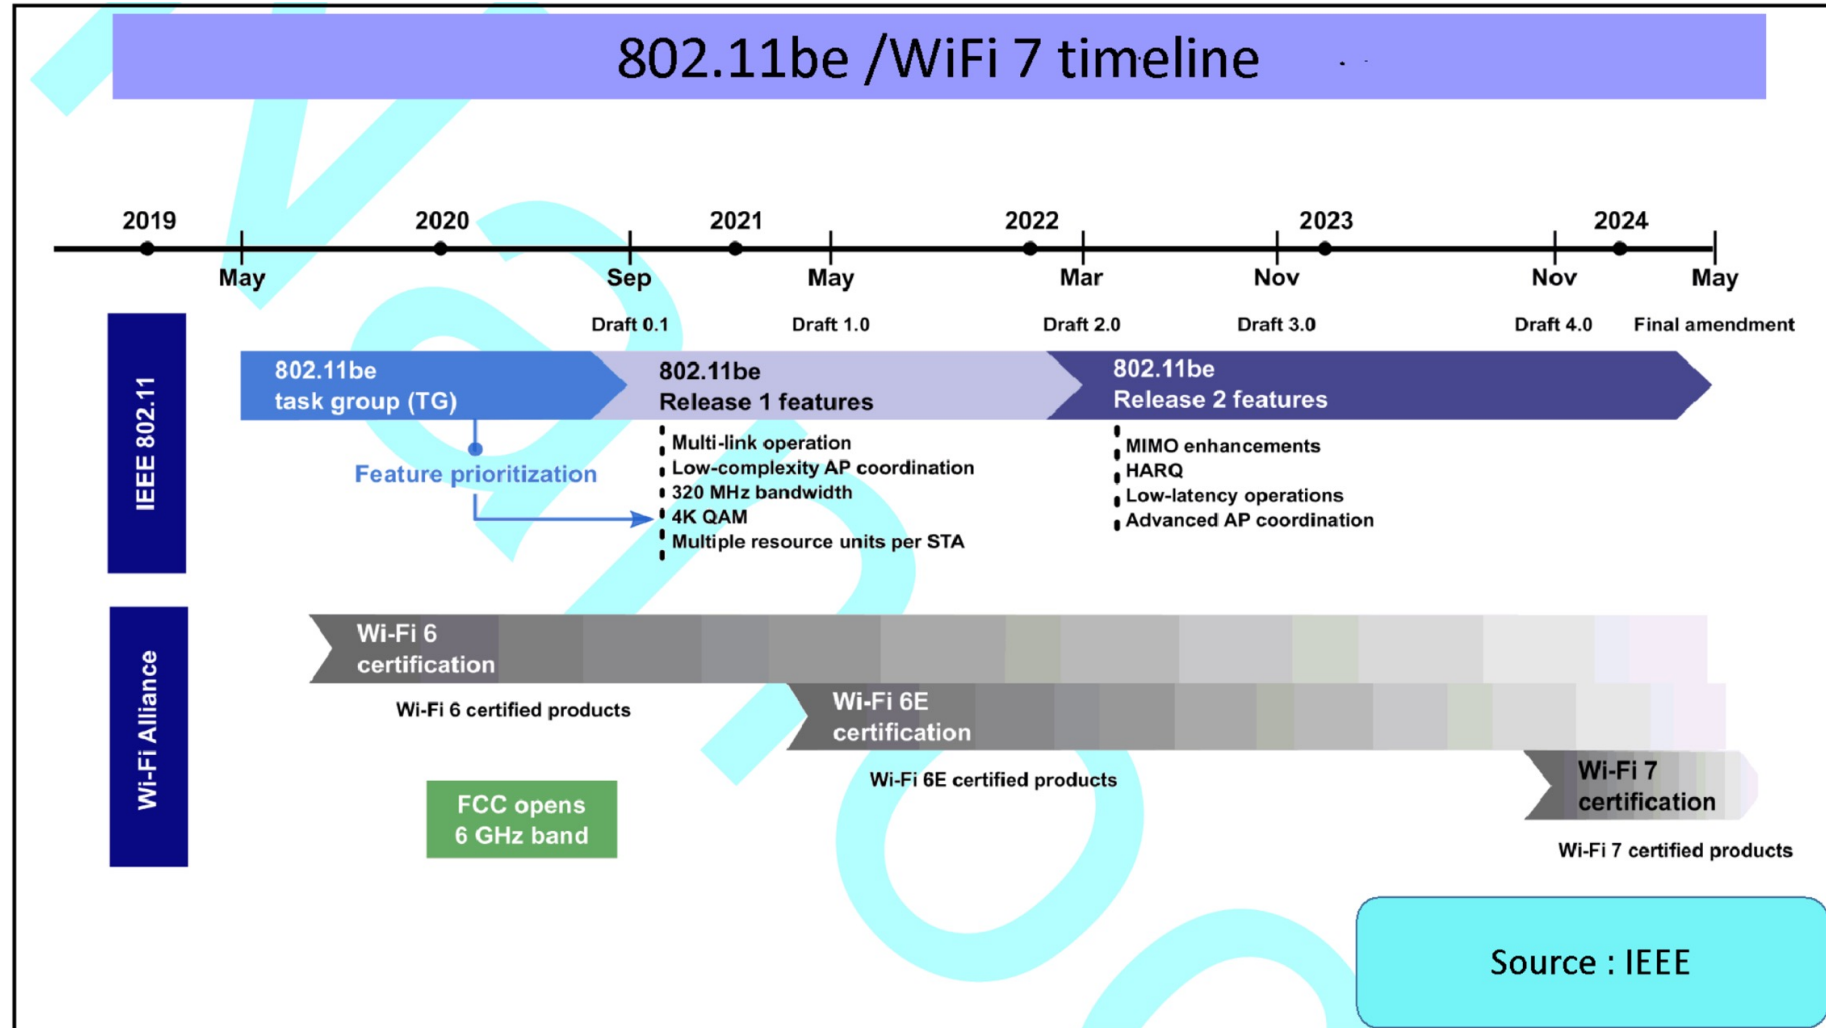 802.11be /WiFi 7 timeline
2019 2020 2021 2022 2023 2024
May Sep May Mar Nov Nov May
Draft 0.1 Draft 1.0 Draft 2.0 Draft 3.0 Draft 4.0 Final amendment
IEEE 802.11
802.11be
task group (TG)
Feature prioritization
802.11be
Release 1 features
Multi-link operation
Low-complexity AP coordination
320 MHz bandwidth
4K QAM
Multiple resource units per STA
802.11be
Release 2 features
MIMO enhancements
HARQ
Low-latency operations
Advanced AP coordination
Wi-Fi Alliance
Wi-Fi 6
certification
Wi-Fi 6 certified products
Wi-Fi 6E
certification
Wi-Fi 6E certified products
Wi-Fi 7
certification
Wi-Fi 7 certified products
FCC opens
6 GHz band
Source : IEEE